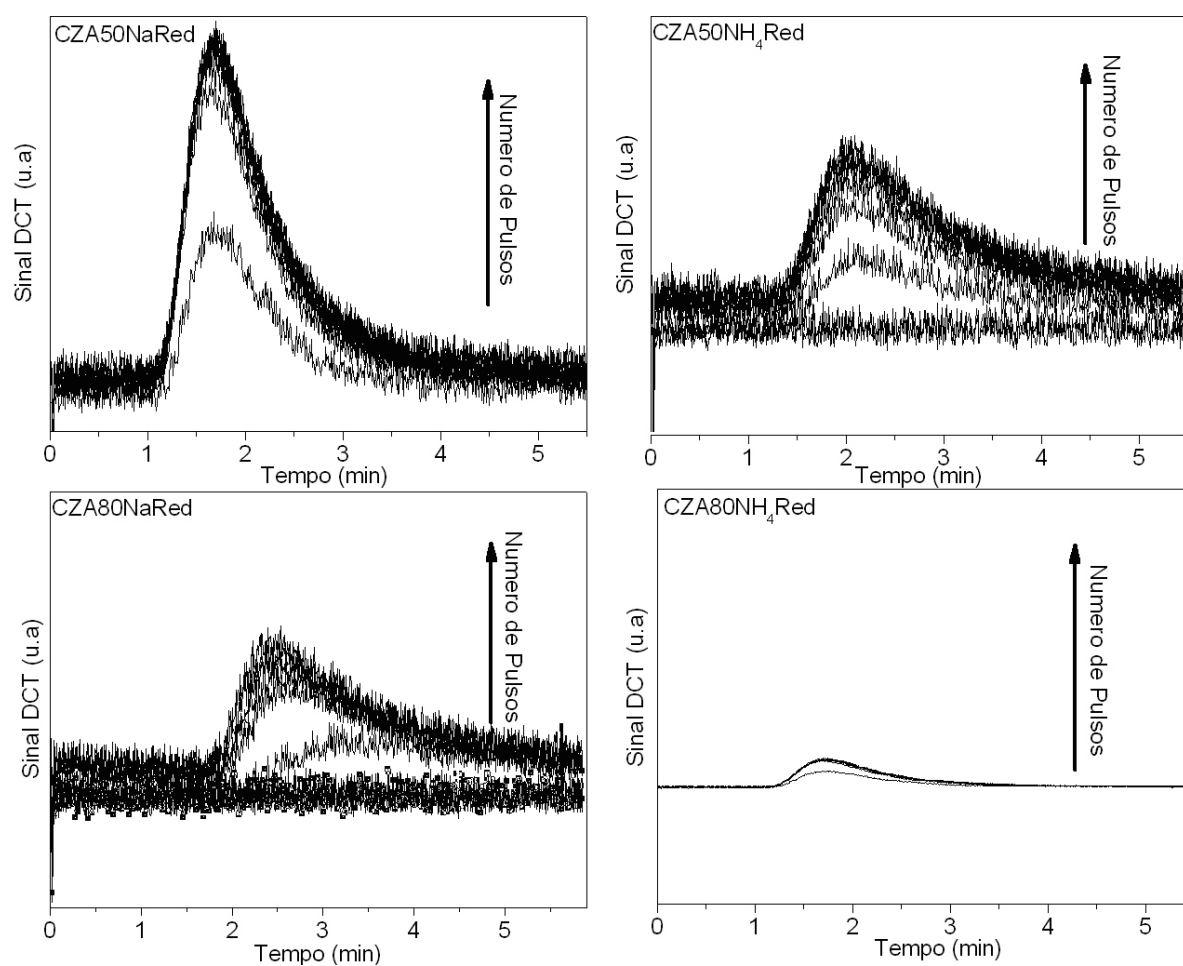 CZA50NaRed
Sinal DCT (u.a)
Numero de Pulsos
0 1 2 3 4 5
Tempo (min)
CZA50NH₄Red
Sinal DCT (u.a)
Numero de Pulsos
0 1 2 3 4 5
Tempo (min)
CZA80NaRed
Sinal DCT (u.a)
Numero de Pulsos
0 1 2 3 4 5
Tempo (min)
CZA80NH₄Red
Sinal DCT (u.a)
Numero de Pulsos
0 1 2 3 4 5
Tempo (min)